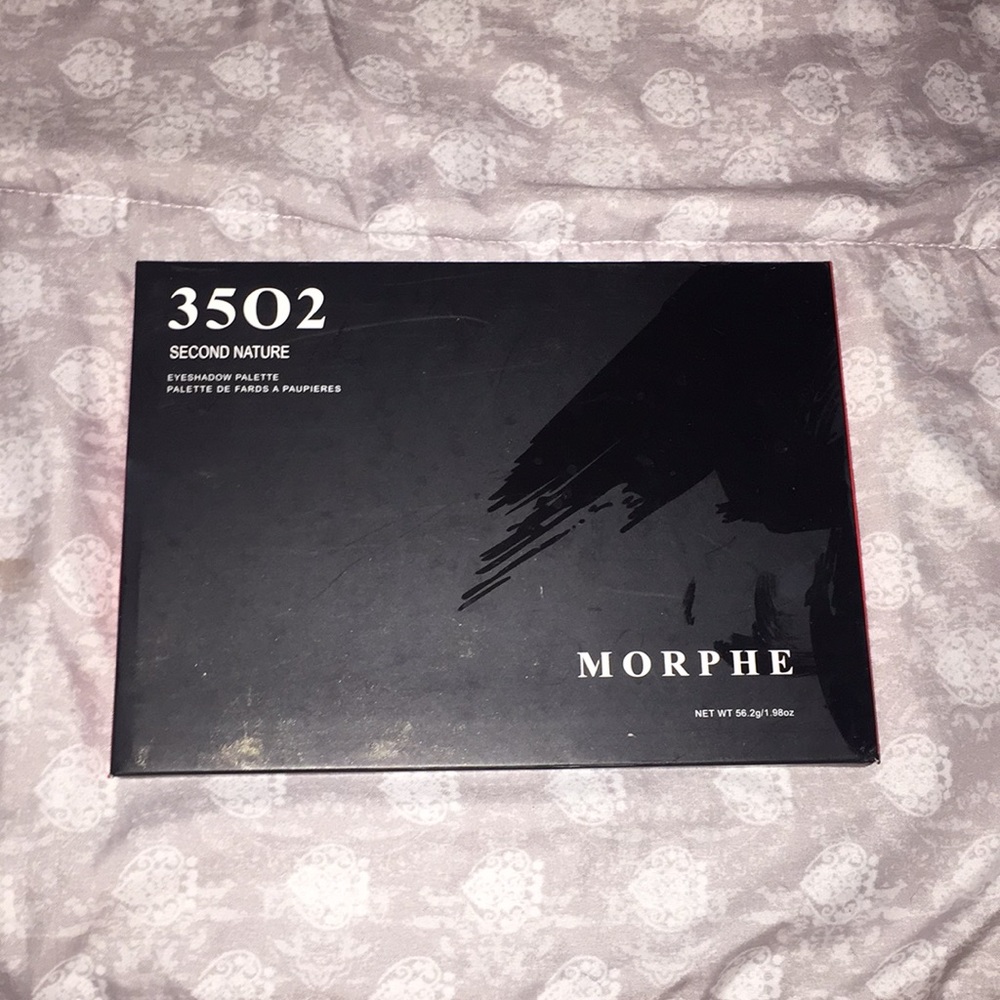 35O2
SECOND NATURE
EYESHADOW PALETTE
PALETTE DE FARDS A PAUPIERES
MORPHE
NET WT 56.2g/1.98oz